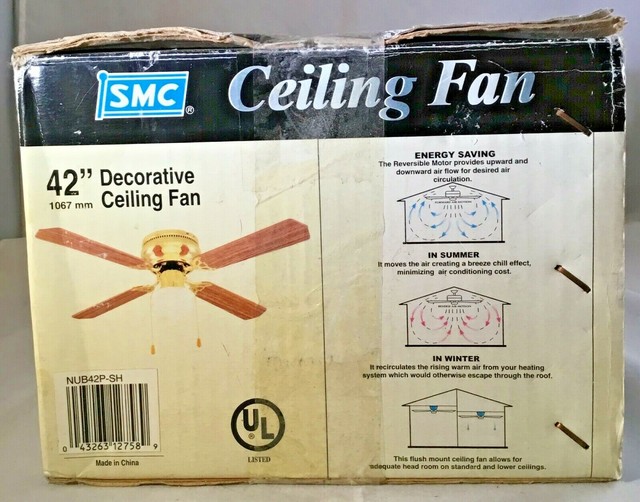 SMC ®
Ceiling Fan
42” Decorative
1067 mm Ceiling Fan
NUB42P-SH
0 43263 12758 9
Made in China
UL
LISTED
ENERGY SAVING
The Reversible Motor provides upward and
downward air flow for desired air
circulation.
IN SUMMER
It moves the air creating a breeze chill effect,
minimizing air conditioning cost.
IN WINTER
It recirculates the rising warm air from your heating
system which would otherwise escape through the roof.
This flush mount ceiling fan allows for
adequate head room on standard and lower ceilings.